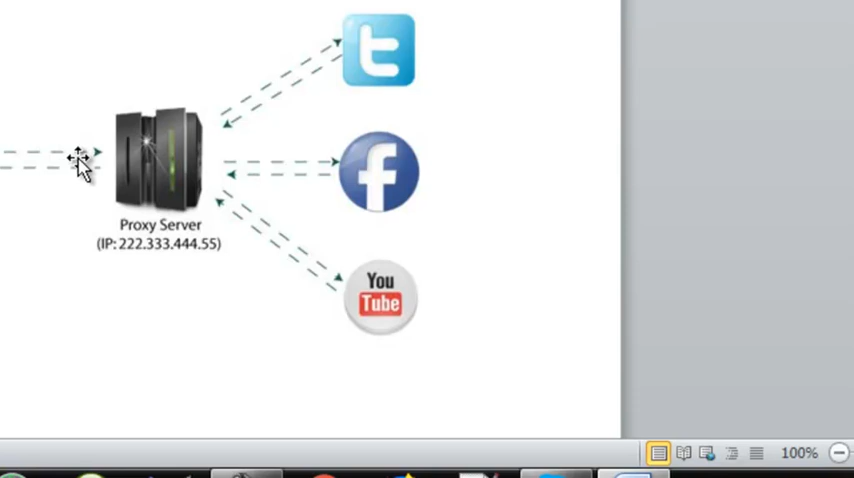 t
f
You
Tube
Proxy Server
(IP: 222.333.444.55)
100%